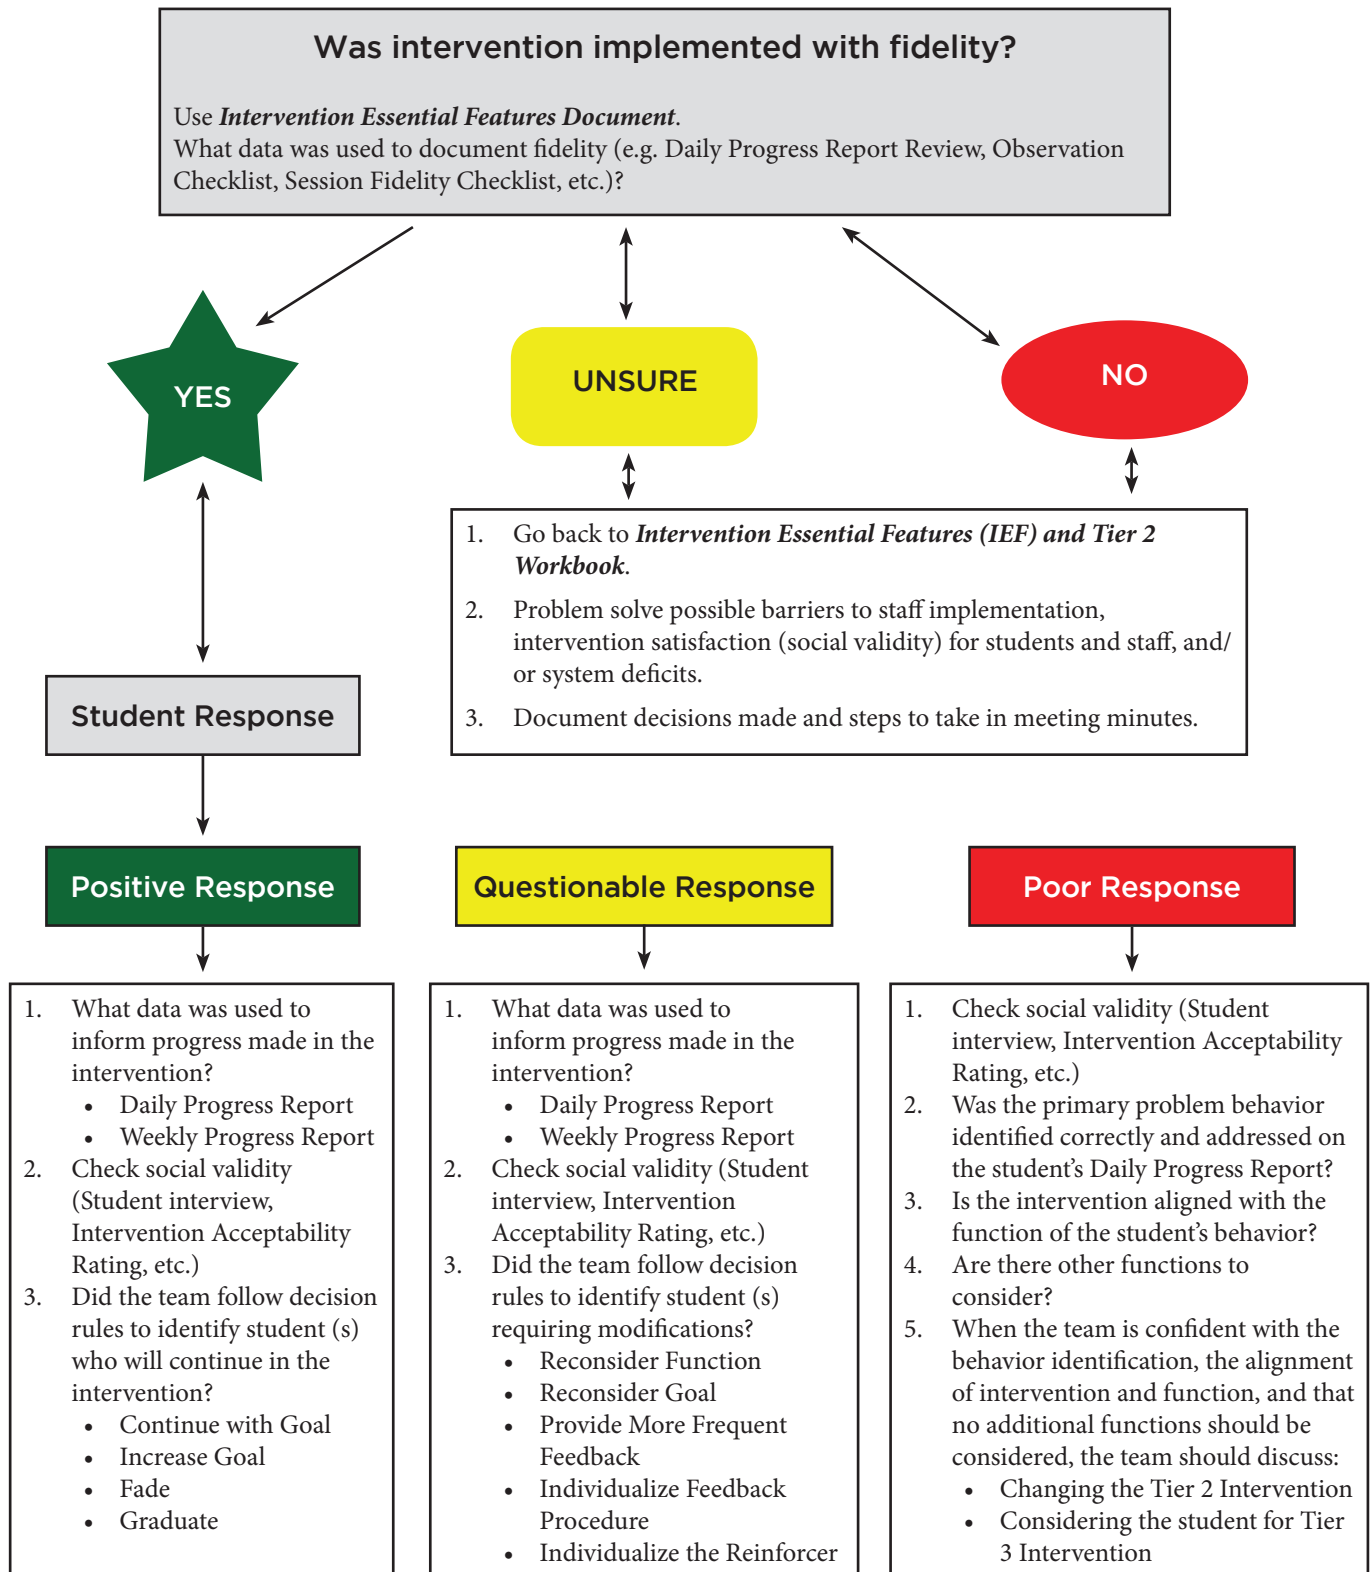 Was intervention implemented with fidelity?
Use Intervention Essential Features Document.
What data was used to document fidelity (e.g. Daily Progress Report Review, Observation
Checklist, Session Fidelity Checklist, etc.)?
YES
UNSURE
NO
1. Go back to Intervention Essential Features (IEF) and Tier 2
Workbook.
2. Problem solve possible barriers to staff implementation,
intervention satisfaction (social validity) for students and staff, and/
or system deficits.
3. Document decisions made and steps to take in meeting minutes.
Student Response
Positive Response
1. What data was used to
inform progress made in the
intervention?
• Daily Progress Report
• Weekly Progress Report
2. Check social validity
(Student interview,
Intervention Acceptability
Rating, etc.)
3. Did the team follow decision
rules to identify student (s)
who will continue in the
intervention?
• Continue with Goal
• Increase Goal
• Fade
• Graduate
Questionable Response
1. What data was used to
inform progress made in the
intervention?
• Daily Progress Report
• Weekly Progress Report
2. Check social validity (Student
interview, Intervention
Acceptability Rating, etc.)
3. Did the team follow decision
rules to identify student (s)
requiring modifications?
• Reconsider Function
• Reconsider Goal
• Provide More Frequent
Feedback
• Individualize Feedback
Procedure
• Individualize the Reinforcer
Poor Response
1. Check social validity (Student
interview, Intervention Acceptability
Rating, etc.)
2. Was the primary problem behavior
identified correctly and addressed on
the student's Daily Progress Report?
3. Is the intervention aligned with the
function of the student's behavior?
4. Are there other functions to
consider?
5. When the team is confident with the
behavior identification, the alignment
of intervention and function, and that
no additional functions should be
considered, the team should discuss:
• Changing the Tier 2 Intervention
• Considering the student for Tier
3 Intervention